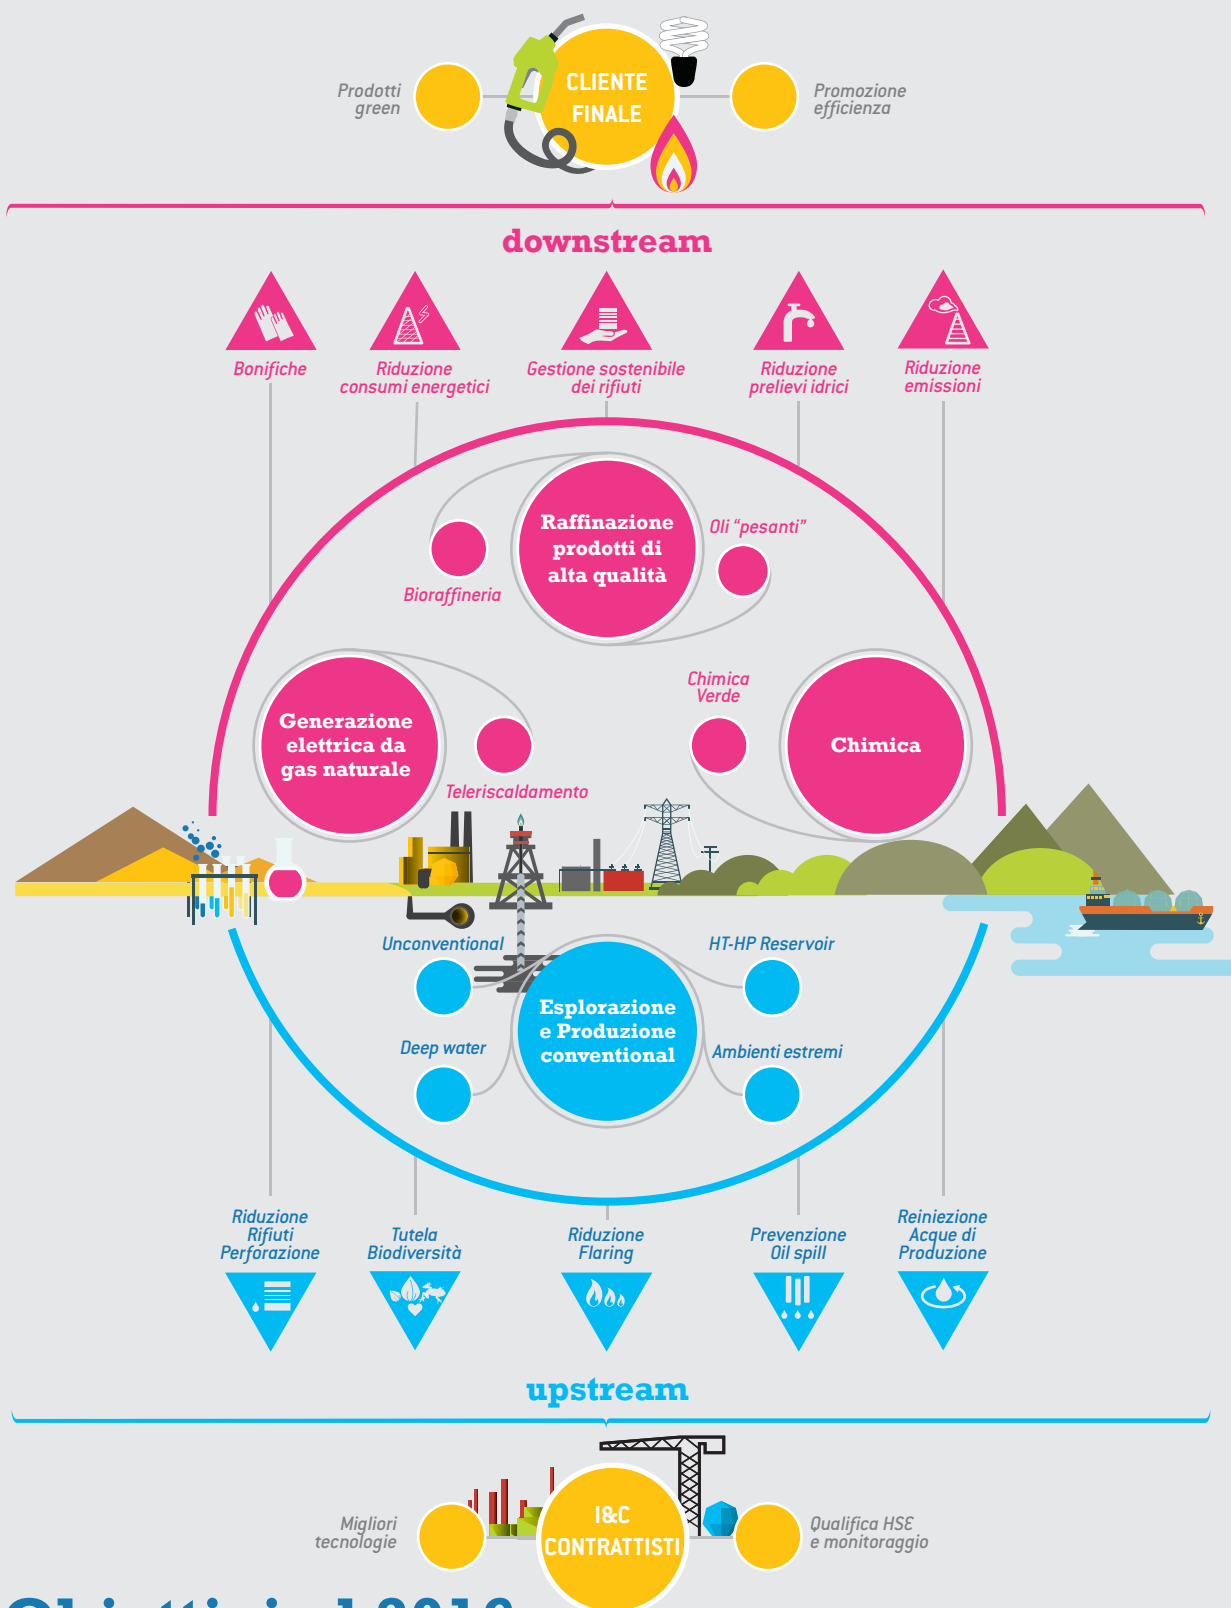 Prodotti
green
CLIENTE
FINALE
Promozione
efficienza
downstream
Bonifiche
Riduzione
consumi energetici
Gestione sostenibile
dei rifiuti
Riduzione
prelievi idrici
Riduzione
emissioni
Raffinazione
prodotti di
alta qualità
Oli “pesanti”
Bioraffineria
Generazione
elettrica da
gas naturale
Teleriscaldamento
Chimica
Verde
Chimica
Unconventional
HT-HP Reservoir
Esplorazione
e Produzione
conventional
Deep water
Ambienti estremi
Riduzione
Rifiuti
Perforazione
Tutela
Biodiversità
Riduzione
Flaring
Prevenzione
Oil spill
Reiniezione
Acque di
Produzione
upstream
Migliori
tecnologie
I&C
CONTRATTISTI
Qualifica HSE
e monitoraggio